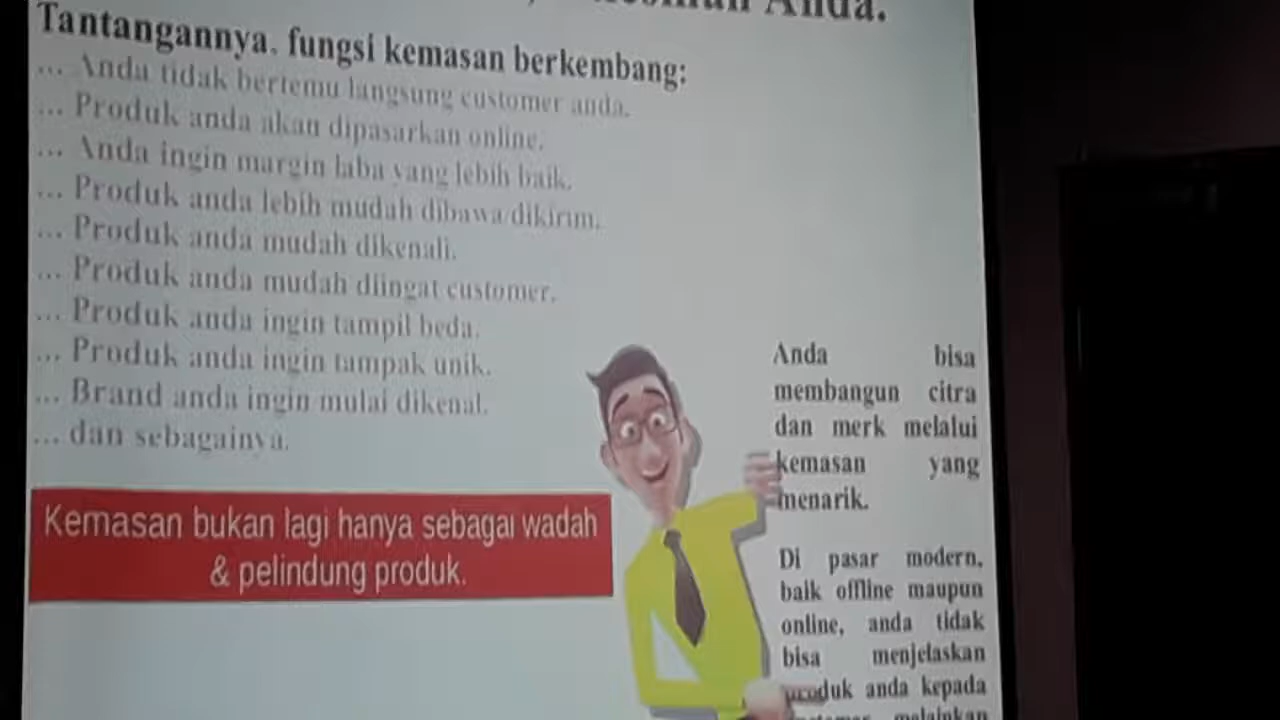 Anda.
Tantangannya, fungsi kemasan berkembang:
... Anda tidak bertemu langsung customer anda.
... Produk anda akan dipasarkan online.
... Anda ingin margin laba yang lebih baik.
... Produk anda lebih mudah dibawa/dikirim.
... Produk anda mudah dikenali.
... Produk anda mudah diingat customer.
... Produk anda ingin tampil beda.
... Produk anda ingin tampak unik.
... Brand anda ingin mulai dikenal.
... dan sebagainya.
Kemasan bukan lagi hanya sebagai wadah
& pelindung produk.
Anda bisa
membangun citra
dan merk melalui
kemasan yang
menarik.
Di pasar modern,
baik offline maupun
online, anda tidak
bisa menjelaskan
produk anda kepada
melainkan